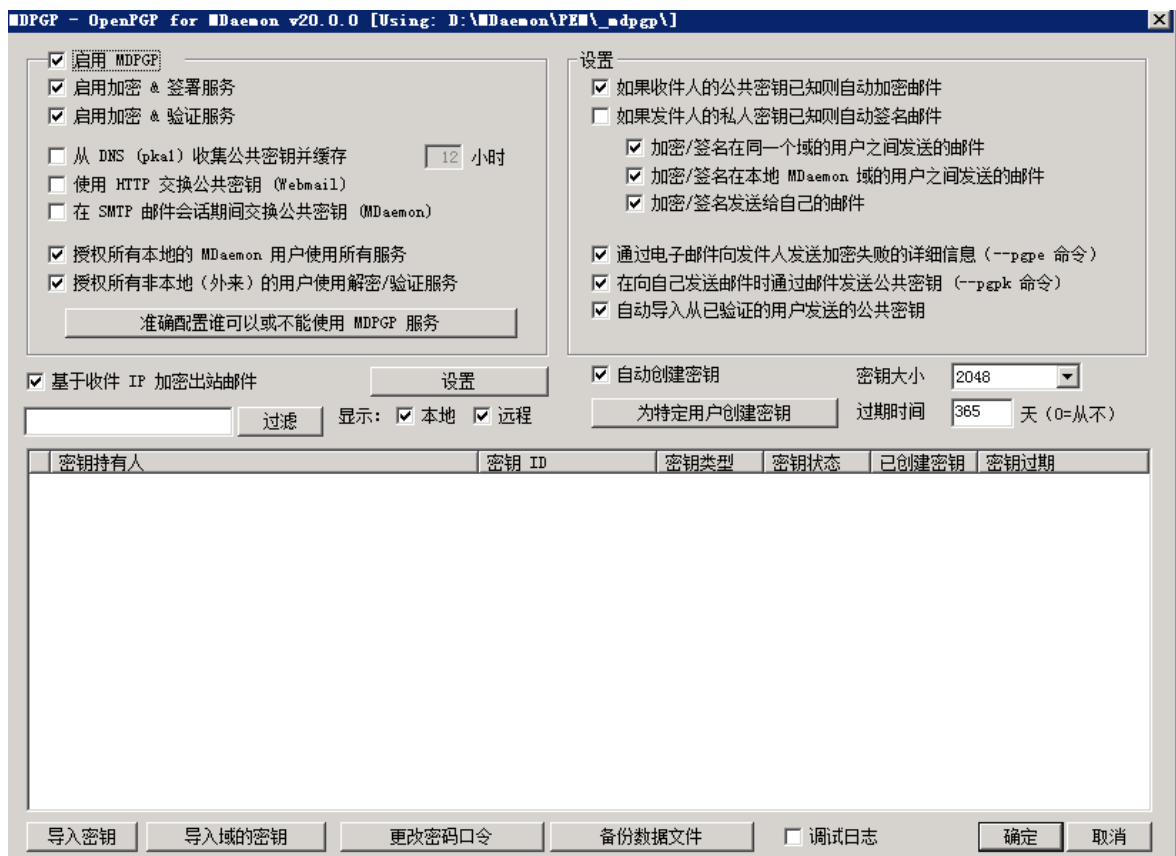 MDPGP - OpenPGP for MDaemon v20.0.0 [Using: D:\MDaemon\PEM\_mdpgp\]
启用 MDPGP
启用加密 & 签署服务
启用加密 & 验证服务
从 DNS (pka1) 收集公共密钥并缓存
12 小时
使用 HTTP 交换公共密钥 (Webmail)
在 SMTP 邮件会话期间交换公共密钥 (MDaemon)
授权所有本地的 MDaemon 用户使用所有服务
授权所有非本地（外来）的用户使用解密/验证服务
准确配置谁可以或不能使用 MDPGP 服务
设置
如果收件人的公共密钥已知则自动加密邮件
如果发件人的私人密钥已知则自动签名邮件
加密/签名在同一个域的用户之间发送的邮件
加密/签名在本地 MDaemon 域的用户之间发送的邮件
加密/签名发送给自己的邮件
通过电子邮件向发件人发送加密失败的详细信息 (--pgpe 命令)
在向自己发送邮件时通过邮件发送公共密钥 (--pgpk 命令)
自动导入从已验证的用户发送的公共密钥
基于收件 IP 加密出站邮件
设置
自动创建密钥
密钥大小 2048
过滤
显示: 本地 远程
为特定用户创建密钥
过期时间 365 天 (0=从不)
密钥持有人 密钥 ID 密钥类型 密钥状态 已创建密钥 密钥过期
导入密钥 导入域的密钥 更改密码口令 备份数据文件 调试日志 确定 取消